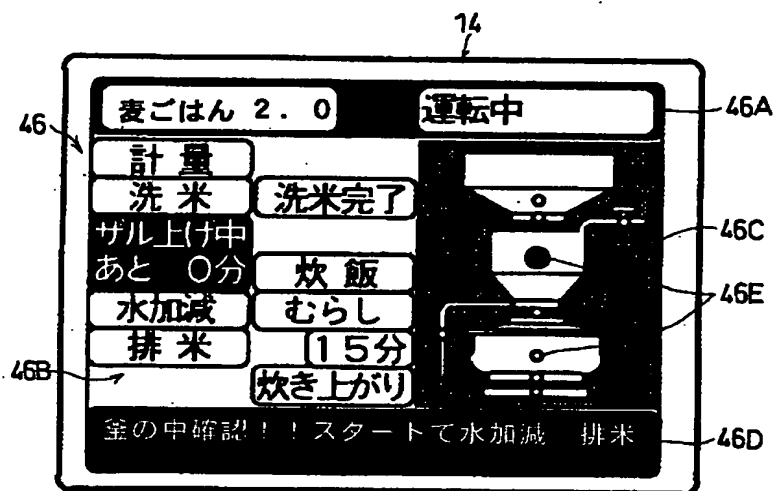 14
麦ごはん 2.0 運転中
46A
46
計量
洗米 洗米完了
ザル上げ中
あと 0分 炊飯
46C
46E
水加減 むらし
排米 15分
46B
炊き上がり
釜の中確認!!スタートて水加減 排米
46D